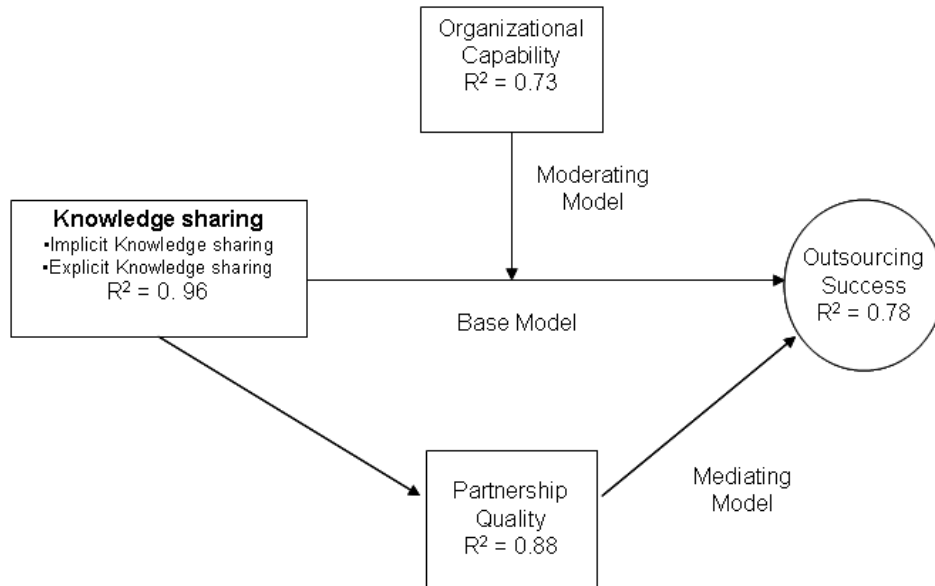 Organizational
Capability
R² = 0.73
Moderating
Model
Knowledge sharing
▪Implicit Knowledge sharing
▪Explicit Knowledge sharing
R² = 0. 96
Base Model
Outsourcing
Success
R² = 0.78
Partnership
Quality
R² = 0.88
Mediating
Model